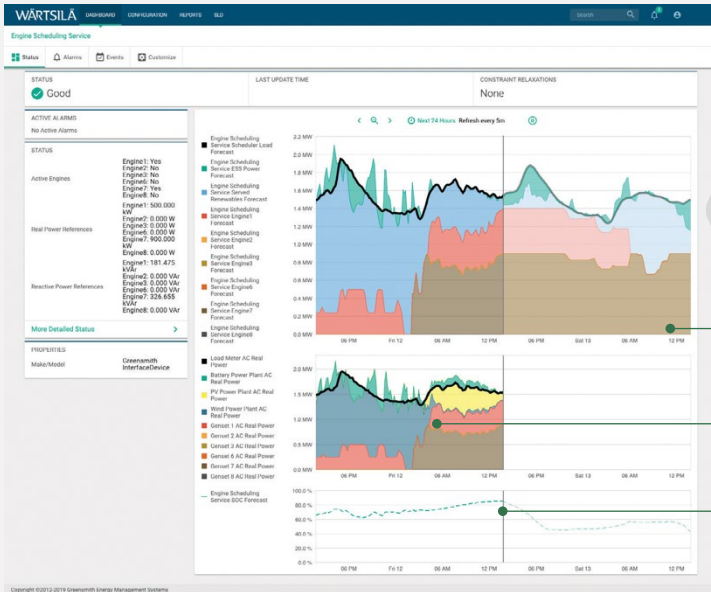 WÄRTSILÄ DASHBOARD CONFIGURATION REPORTS SLD Search
Engine Scheduling Service
Status Alarms Events Customize
STATUS
Good
LAST UPDATE TIME
CONSTRAINT RELAXATIONS
None
ACTIVE ALARMS
No Active Alarms
STATUS
Active Engines
Engine1: Yes
Engine2: No
Engine3: No
Engine6: No
Engine7: Yes
Engine8: No
Real Power References
Engine1: 500.000
kW
Engine2: 0.000 W
Engine3: 0.000 W
Engine6: 0.000 W
Engine7: 900.000
kW
Engine8: 0.000 W
Reactive Power References
Engine1: 181.475
kVAr
Engine2: 0.000 VAr
Engine3: 0.000 VAr
Engine6: 0.000 VAr
Engine7: 326.655
kVAr
Engine8: 0.000 VAr
More Detailed Status >
PROPERTIES
Make/Model
Greensmith
InterfaceDevice
< > Next 24 Hours Refresh every 5m
Engine Scheduling
Service Scheduler Load
Forecast
Engine Scheduling
Service ESS Power
Forecast
Engine Scheduling
Service Served
Renewables Forecast
Engine Scheduling
Service Engine1
Forecast
Engine Scheduling
Service Engine2
Forecast
Engine Scheduling
Service Engine3
Forecast
Engine Scheduling
Service Engine6
Forecast
Engine Scheduling
Service Engine7
Forecast
Engine Scheduling
Service Engine8
Forecast
2.2 MW
2.0 MW
1.8 MW
1.6 MW
1.4 MW
1.2 MW
1.0 MW
0.8 MW
0.6 MW
0.4 MW
0.2 MW
0.0 MW
06 PM Fri 12 06 AM 12 PM 06 PM Sat 13 06 AM 12 PM
Load Meter AC Real
Power
Battery Power Plant AC
Real Power
PV Power Plant AC
Real Power
Wind Power Plant AC
Real Power
Genset 1 AC Real Power
Genset 2 AC Real Power
Genset 3 AC Real Power
Genset 6 AC Real Power
Genset 7 AC Real Power
Genset 8 AC Real Power
2.0 MW
1.5 MW
1.0 MW
0.5 MW
0.0 MW
06 PM Fri 12 06 AM 12 PM 06 PM Sat 13 06 AM 12 PM
Engine Scheduling
Service SOC Forecast
100.0 %
80.0 %
60.0 %
40.0 %
20.0 %
0.0 %
06 PM Fri 12 06 AM 12 PM 06 PM Sat 13 06 AM 12 PM
Copyright ©2012-2019 Greensmith Energy Management Systems